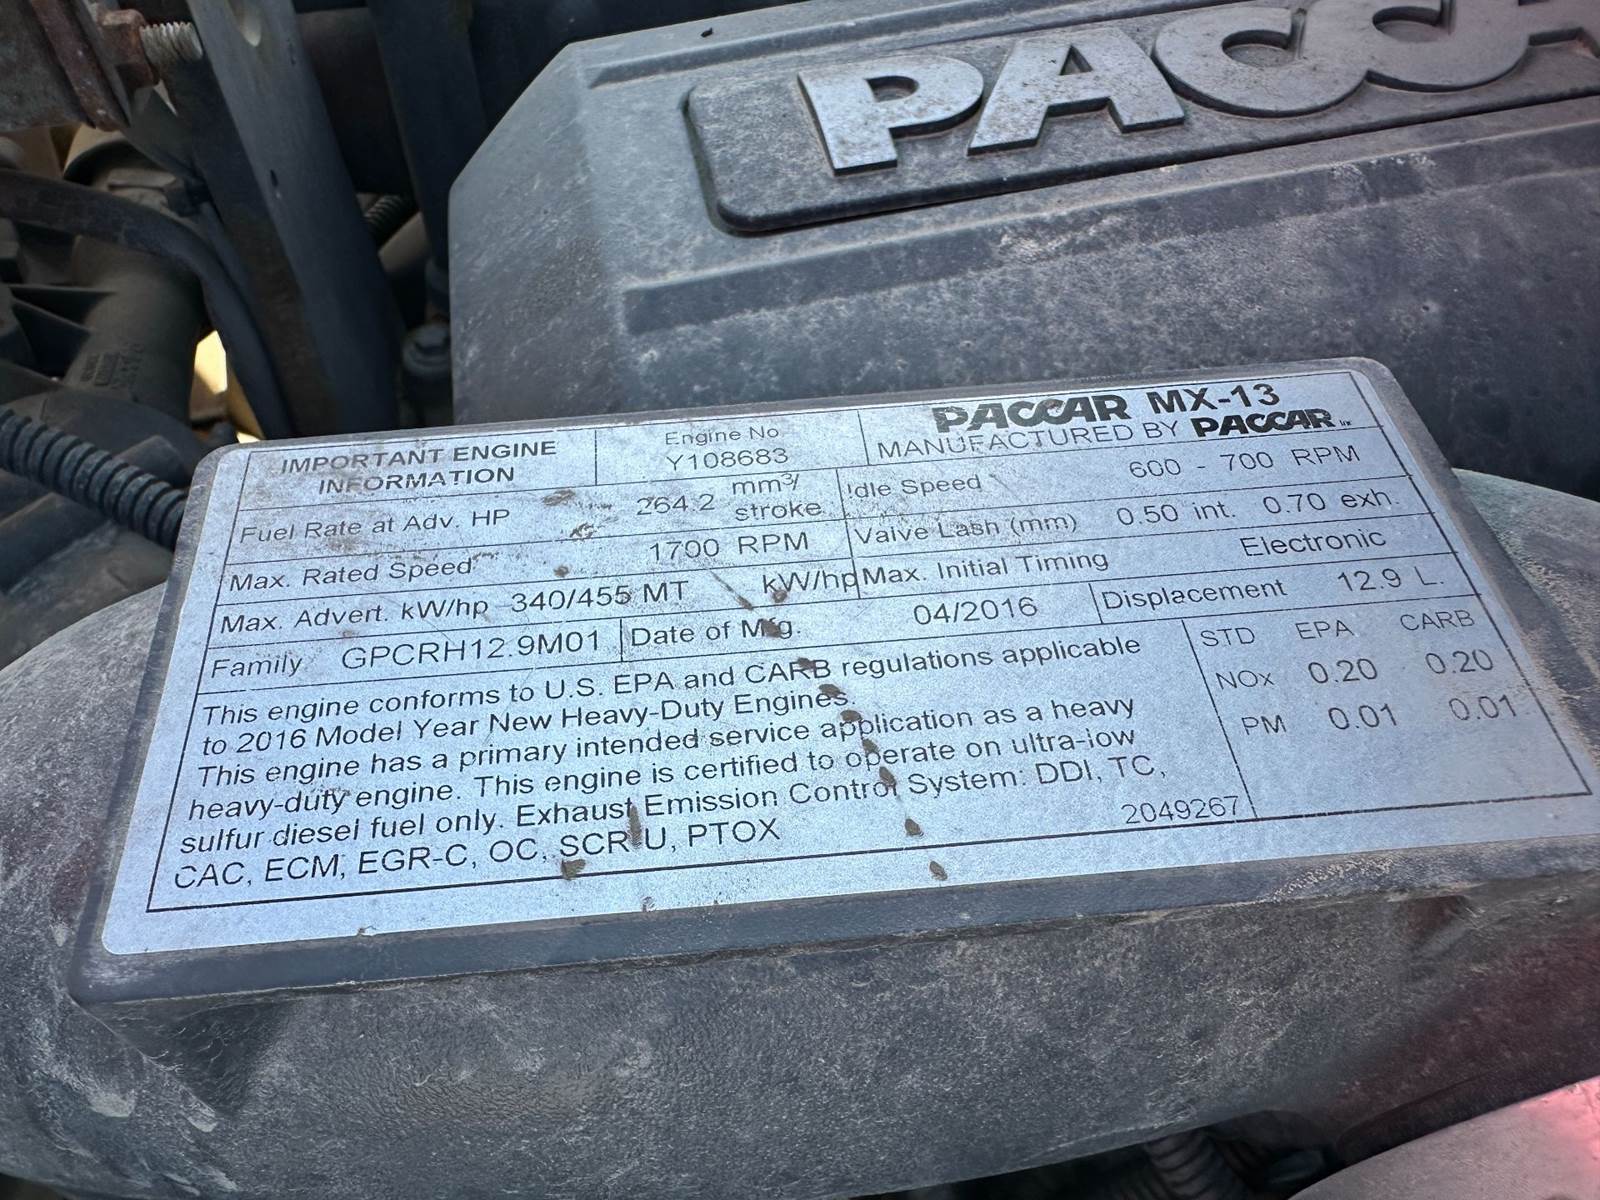 PACCA
IMPORTANT ENGINE
INFORMATION
Engine No
Y108683
PACCAR MX-13
MANUFACTURED BY PACCAR Inc
Fuel Rate at Adv. HP 264.2 mm³/
stroke
Idle Speed 600 - 700 RPM
Max. Rated Speed 1700 RPM
Valve Lash (mm) 0.50 int. 0.70 exh.
Max. Advert. kW/hp 340/455 MT kW/hp
Max. Initial Timing Electronic
Family GPCRH12.9M01
Date of Mfg. 04/2016
Displacement 12.9 L.
This engine conforms to U.S. EPA and CARB regulations applicable
to 2016 Model Year New Heavy-Duty Engines.
This engine has a primary intended service application as a heavy
heavy-duty engine. This engine is certified to operate on ultra-low
sulfur diesel fuel only. Exhaust Emission Control System: DDI, TC,
CAC, ECM, EGR-C, OC, SCR-U, PTOX
2049267
STD EPA CARB
NOx 0.20 0.20
PM 0.01 0.01